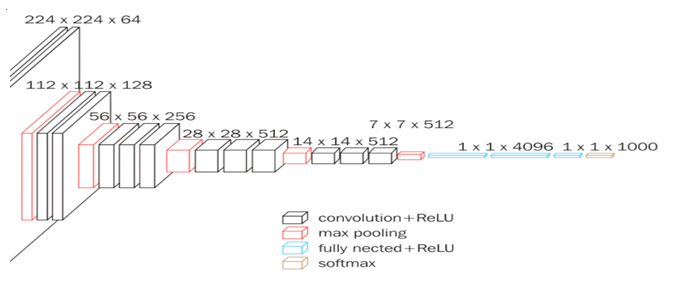 224 x 224 x 64
112 x 112 x 128
56 x 56 x 256
28 x 28 x 512
14 x 14 x 512
7 x 7 x 512
1 x 1 x 4096 1 x 1 x 1000
convolution+ReLU
max pooling
fully nected+ReLU
softmax